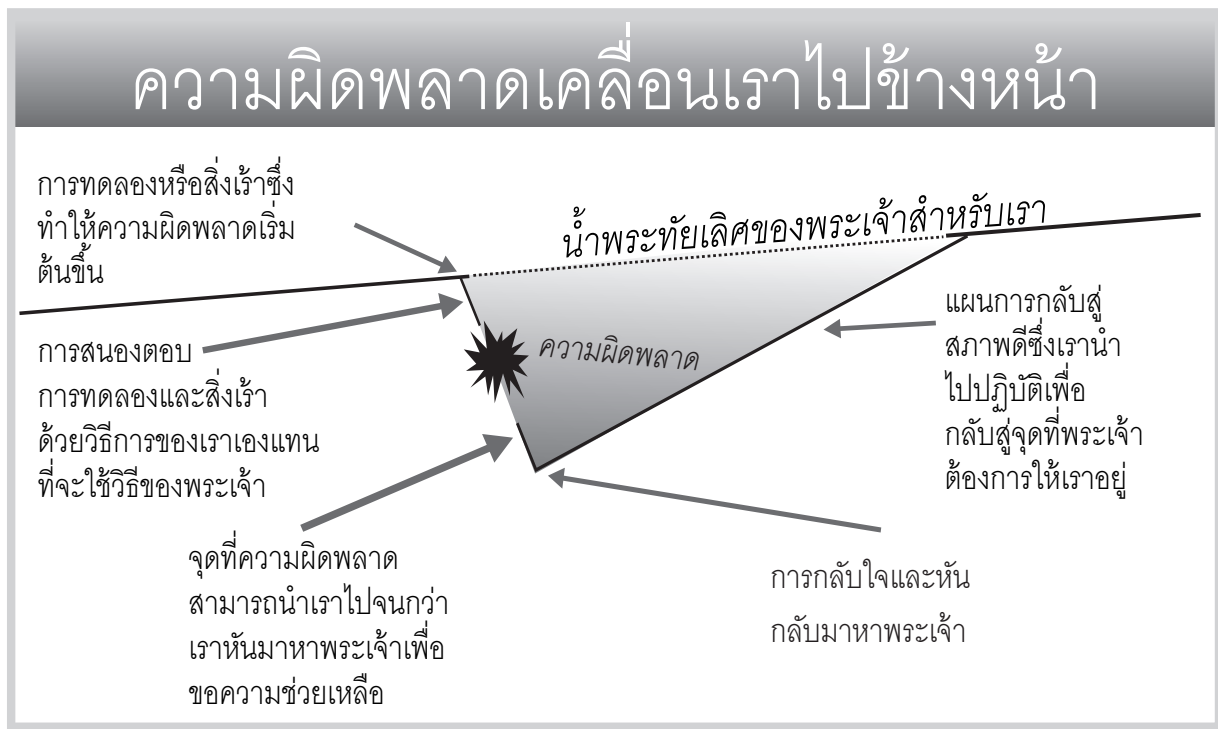 ความผิดพลาดเคลื่อนเราไปข้างหน้า
การทดลองหรือสิ่งเร้าซึ่ง
ทำให้ความผิดพลาดเริ่ม
ต้นขึ้น
น้ำพระทัยเลิศของพระเจ้าสำหรับเรา
การสนองตอบ
การทดลองและสิ่งเร้า
ด้วยวิธีการของเราเองแทน
ที่จะใช้วิธีของพระเจ้า
ความผิดพลาด
แผนการกลับสู่
สภาพดีซึ่งเรานำ
ไปปฏิบัติเพื่อ
กลับสู่จุดที่พระเจ้า
ต้องการให้เราอยู่
จุดที่ความผิดพลาด
สามารถนำเราไปจนกว่า
เราหันมาหาพระเจ้าเพื่อ
ขอความช่วยเหลือ
การกลับใจและหัน
กลับมาหาพระเจ้า